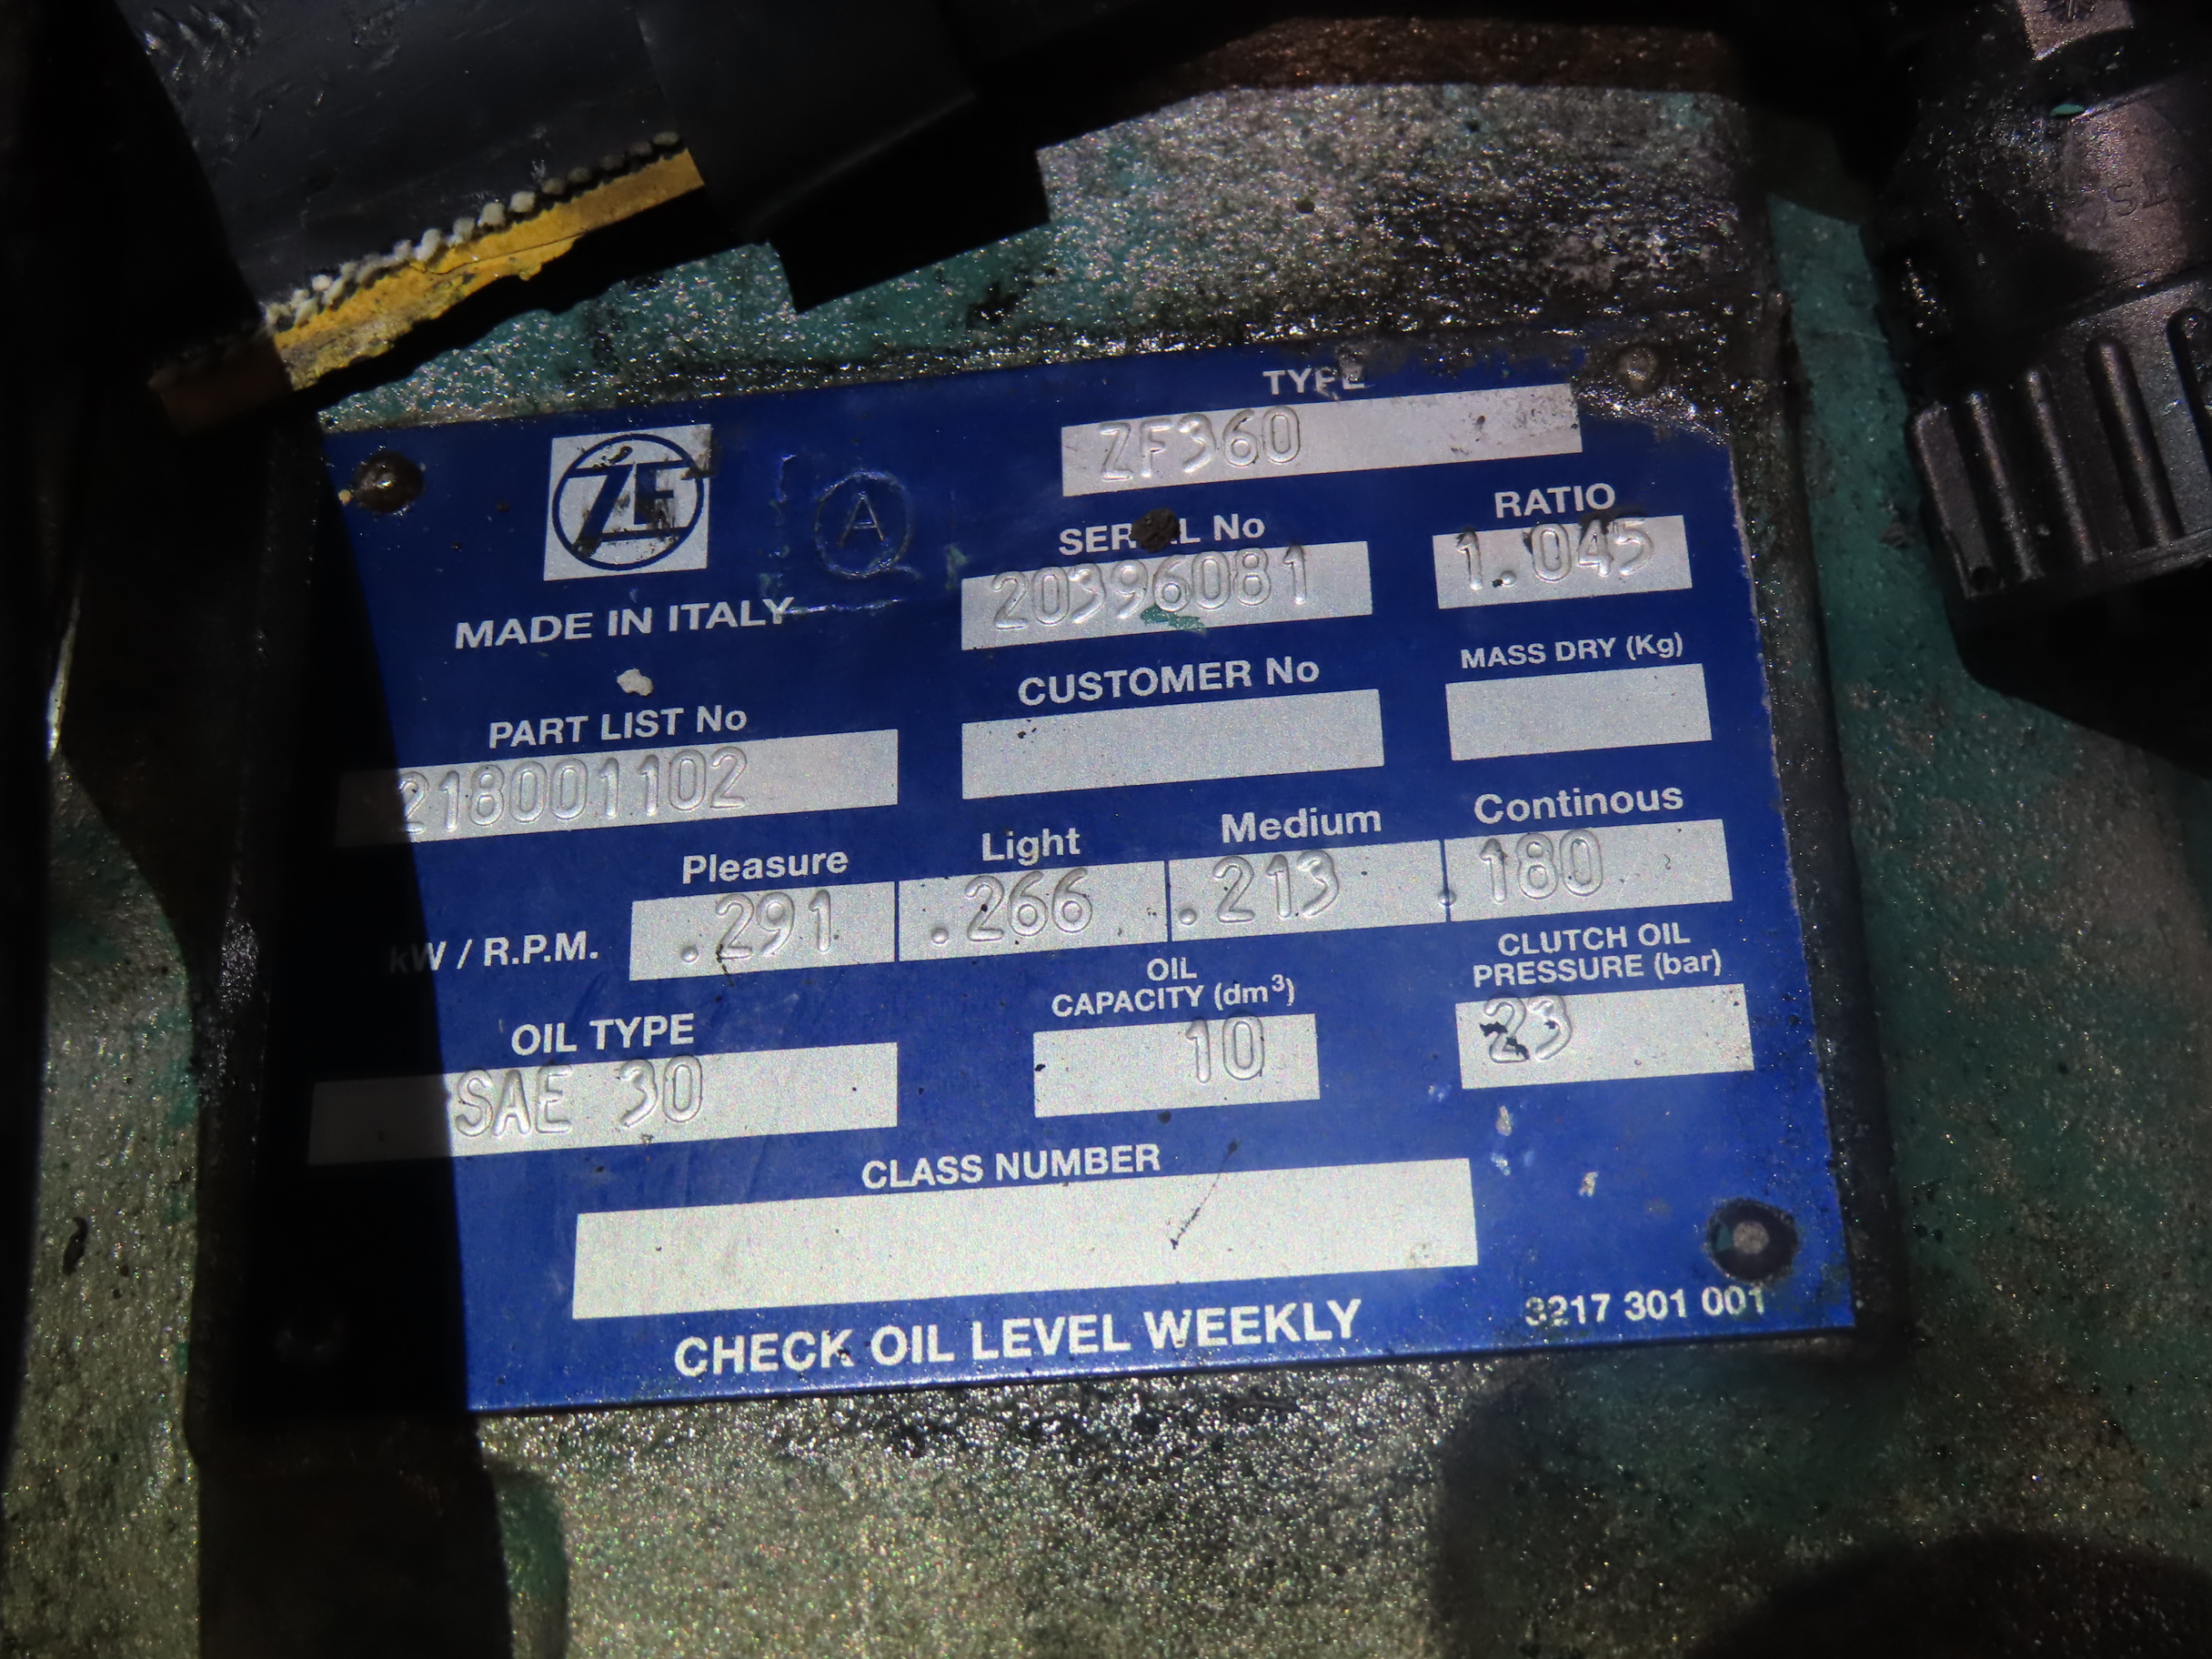 TYPE
ZF360
ZF
A
SERIAL No
RATIO
20396081
1.045
MADE IN ITALY
CUSTOMER No
MASS DRY (Kg)
PART LIST No
218001102
Pleasure
Light
Medium
Continous
kW / R.P.M.
.291
.266
.213
.180
OIL TYPE
OIL
CAPACITY (dm³)
CLUTCH OIL
PRESSURE (bar)
SAE 30
10
23
CLASS NUMBER
CHECK OIL LEVEL WEEKLY
3217 301 001